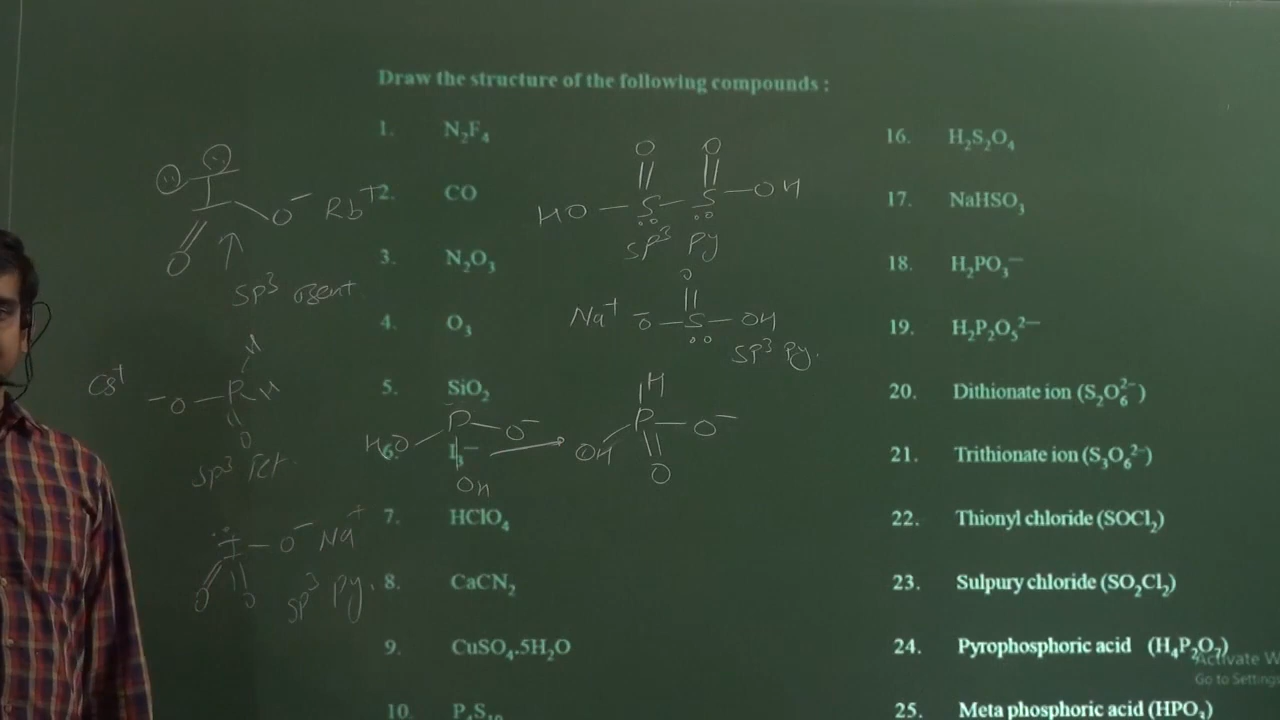 Draw the structure of the following compounds :
1. N₂F₄
2. CO
3. N₂O₃
4. O₃
5. SiO₂
6. I₃⁻
7. HClO₄
8. CaCN₂
9. CuSO₄.5H₂O
10. P₄S₁₀
16. H₂S₂O₄
17. NaHSO₃
18. H₂PO₃⁻
19. H₂P₂O₅²⁻
20. Dithionate ion (S₂O₆²⁻)
21. Trithionate ion (S₃O₆²⁻)
22. Thionyl chloride (SOCl₂)
23. Sulpury chloride (SO₂Cl₂)
24. Pyrophosphoric acid (H₄P₂O₇)
25. Meta phosphoric acid (HPO₃)
O⁻ Rb⁺
O
sp³
H
Cs⁺ ⁻O P H
O
sp³ Tet.
I O⁻ Na⁺
O O
sp³ Py.
O O
HO S S OH
sp³ Py
O
Na⁺ ⁻O S OH
sp³ Py.
P O⁻
HO
OH
H
P O⁻
OH
O
Activate W
Go to Settings